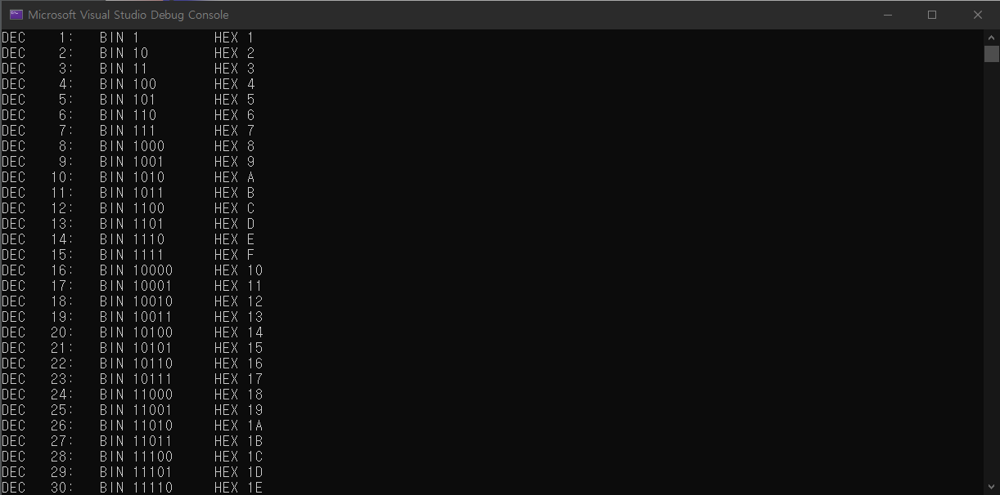 Microsoft Visual Studio Debug Console
DEC    1:   BIN 1         HEX 1
DEC    2:   BIN 10        HEX 2
DEC    3:   BIN 11        HEX 3
DEC    4:   BIN 100       HEX 4
DEC    5:   BIN 101       HEX 5
DEC    6:   BIN 110       HEX 6
DEC    7:   BIN 111       HEX 7
DEC    8:   BIN 1000      HEX 8
DEC    9:   BIN 1001      HEX 9
DEC   10:   BIN 1010      HEX A
DEC   11:   BIN 1011      HEX B
DEC   12:   BIN 1100      HEX C
DEC   13:   BIN 1101      HEX D
DEC   14:   BIN 1110      HEX E
DEC   15:   BIN 1111      HEX F
DEC   16:   BIN 10000     HEX 10
DEC   17:   BIN 10001     HEX 11
DEC   18:   BIN 10010     HEX 12
DEC   19:   BIN 10011     HEX 13
DEC   20:   BIN 10100     HEX 14
DEC   21:   BIN 10101     HEX 15
DEC   22:   BIN 10110     HEX 16
DEC   23:   BIN 10111     HEX 17
DEC   24:   BIN 11000     HEX 18
DEC   25:   BIN 11001     HEX 19
DEC   26:   BIN 11010     HEX 1A
DEC   27:   BIN 11011     HEX 1B
DEC   28:   BIN 11100     HEX 1C
DEC   29:   BIN 11101     HEX 1D
DEC   30:   BIN 11110     HEX 1E